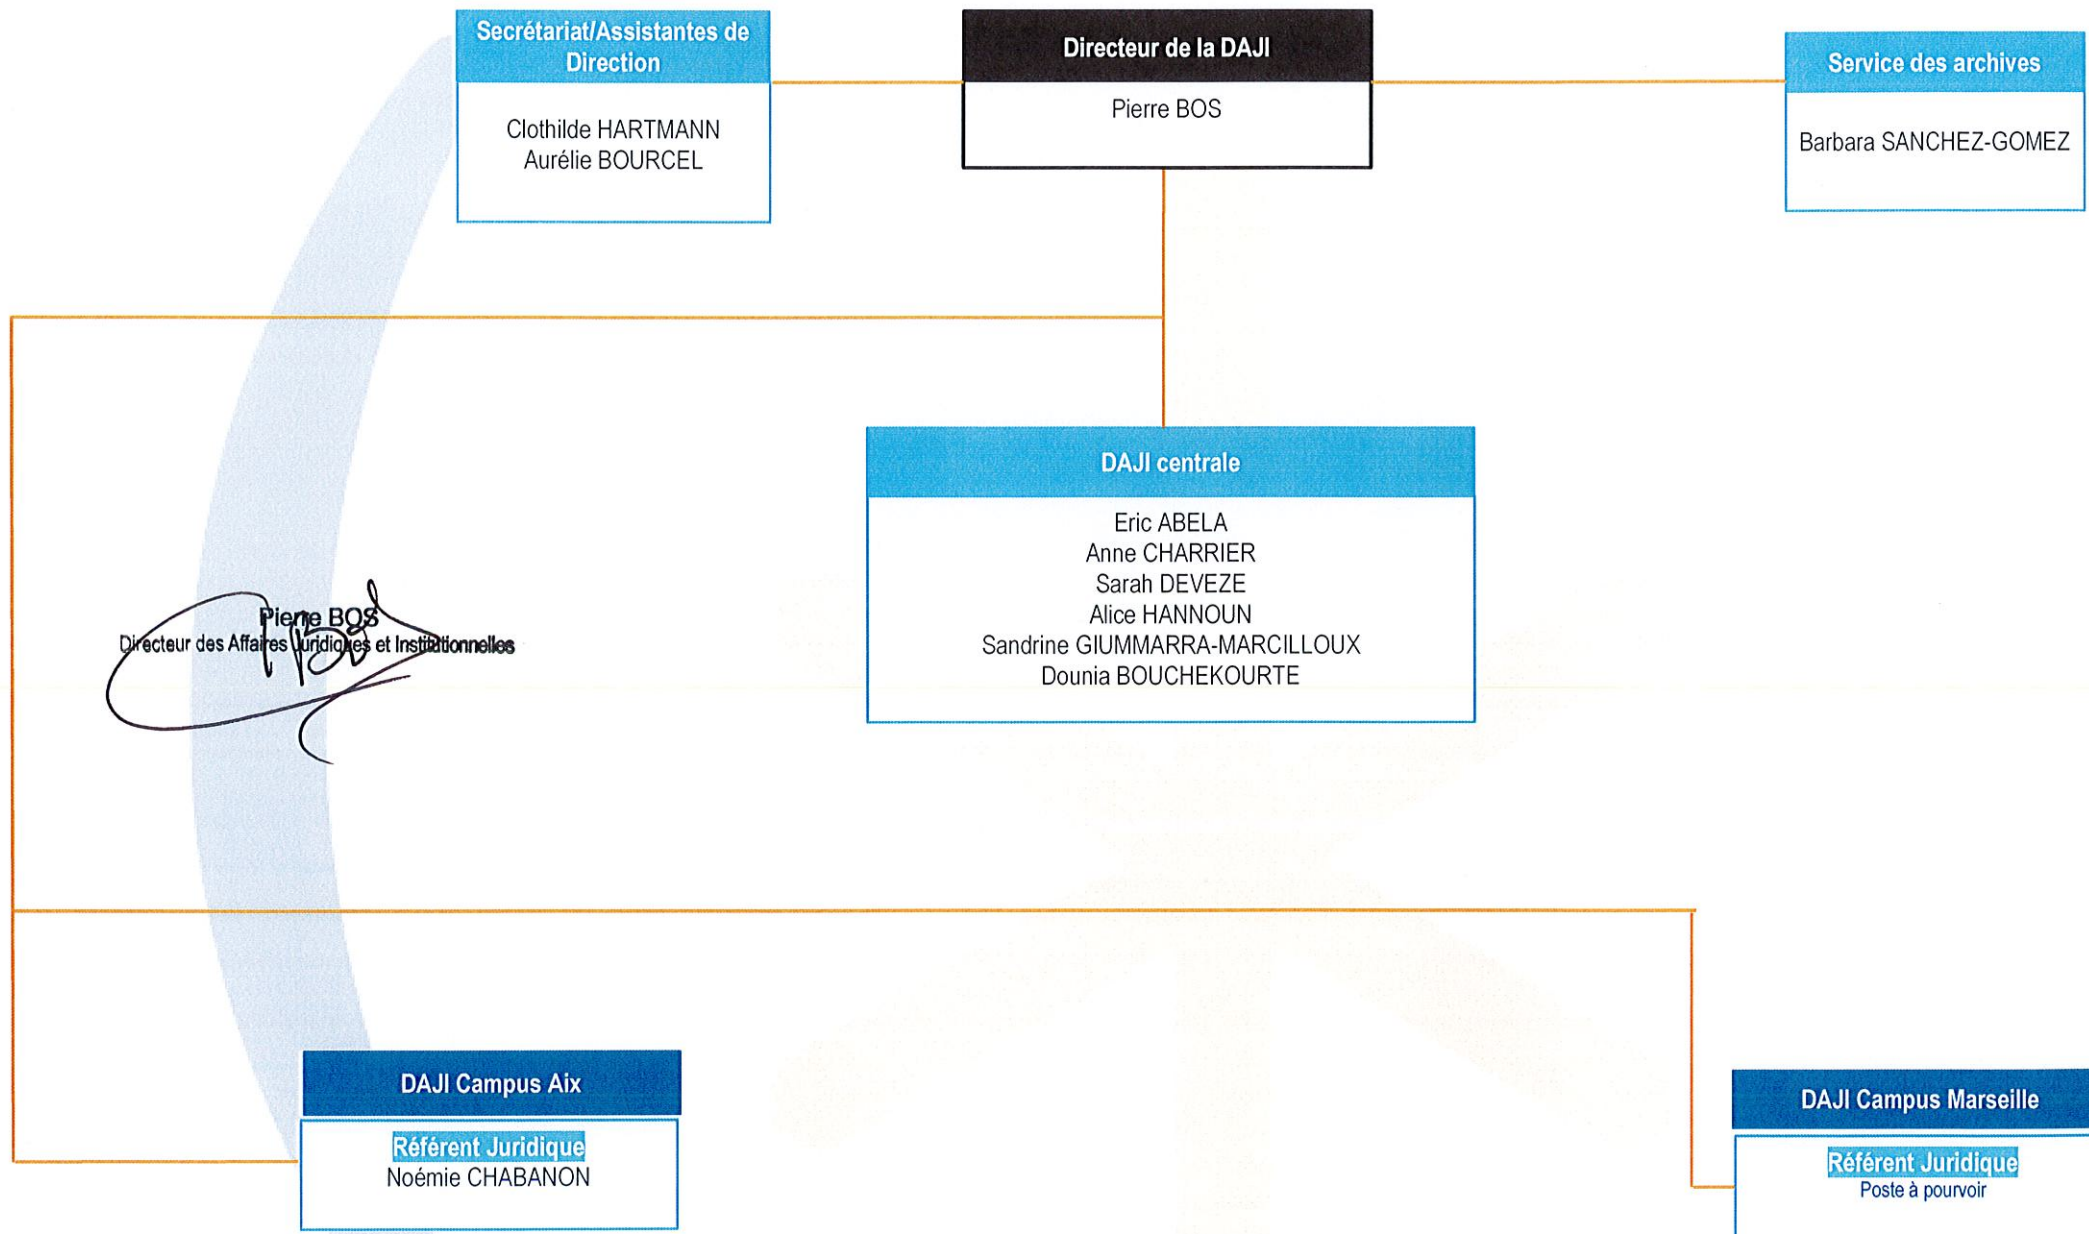 Secrétariat/Assistantes de
Direction
Clothilde HARTMANN
Aurélie BOURCEL
Directeur de la DAJI
Pierre BOS
Service des archives
Barbara SANCHEZ-GOMEZ
DAJI centrale
Eric ABELA
Anne CHARRIER
Sarah DEVEZE
Alice HANNOUN
Sandrine GIUMMARRA-MARCILLOUX
Dounia BOUCHEKOURTE
Pierre BOS
Directeur des Affaires Juridiques et Institutionnelles
DAJI Campus Aix
Référent Juridique
Noémie CHABANON
DAJI Campus Marseille
Référent Juridique
Poste à pourvoir